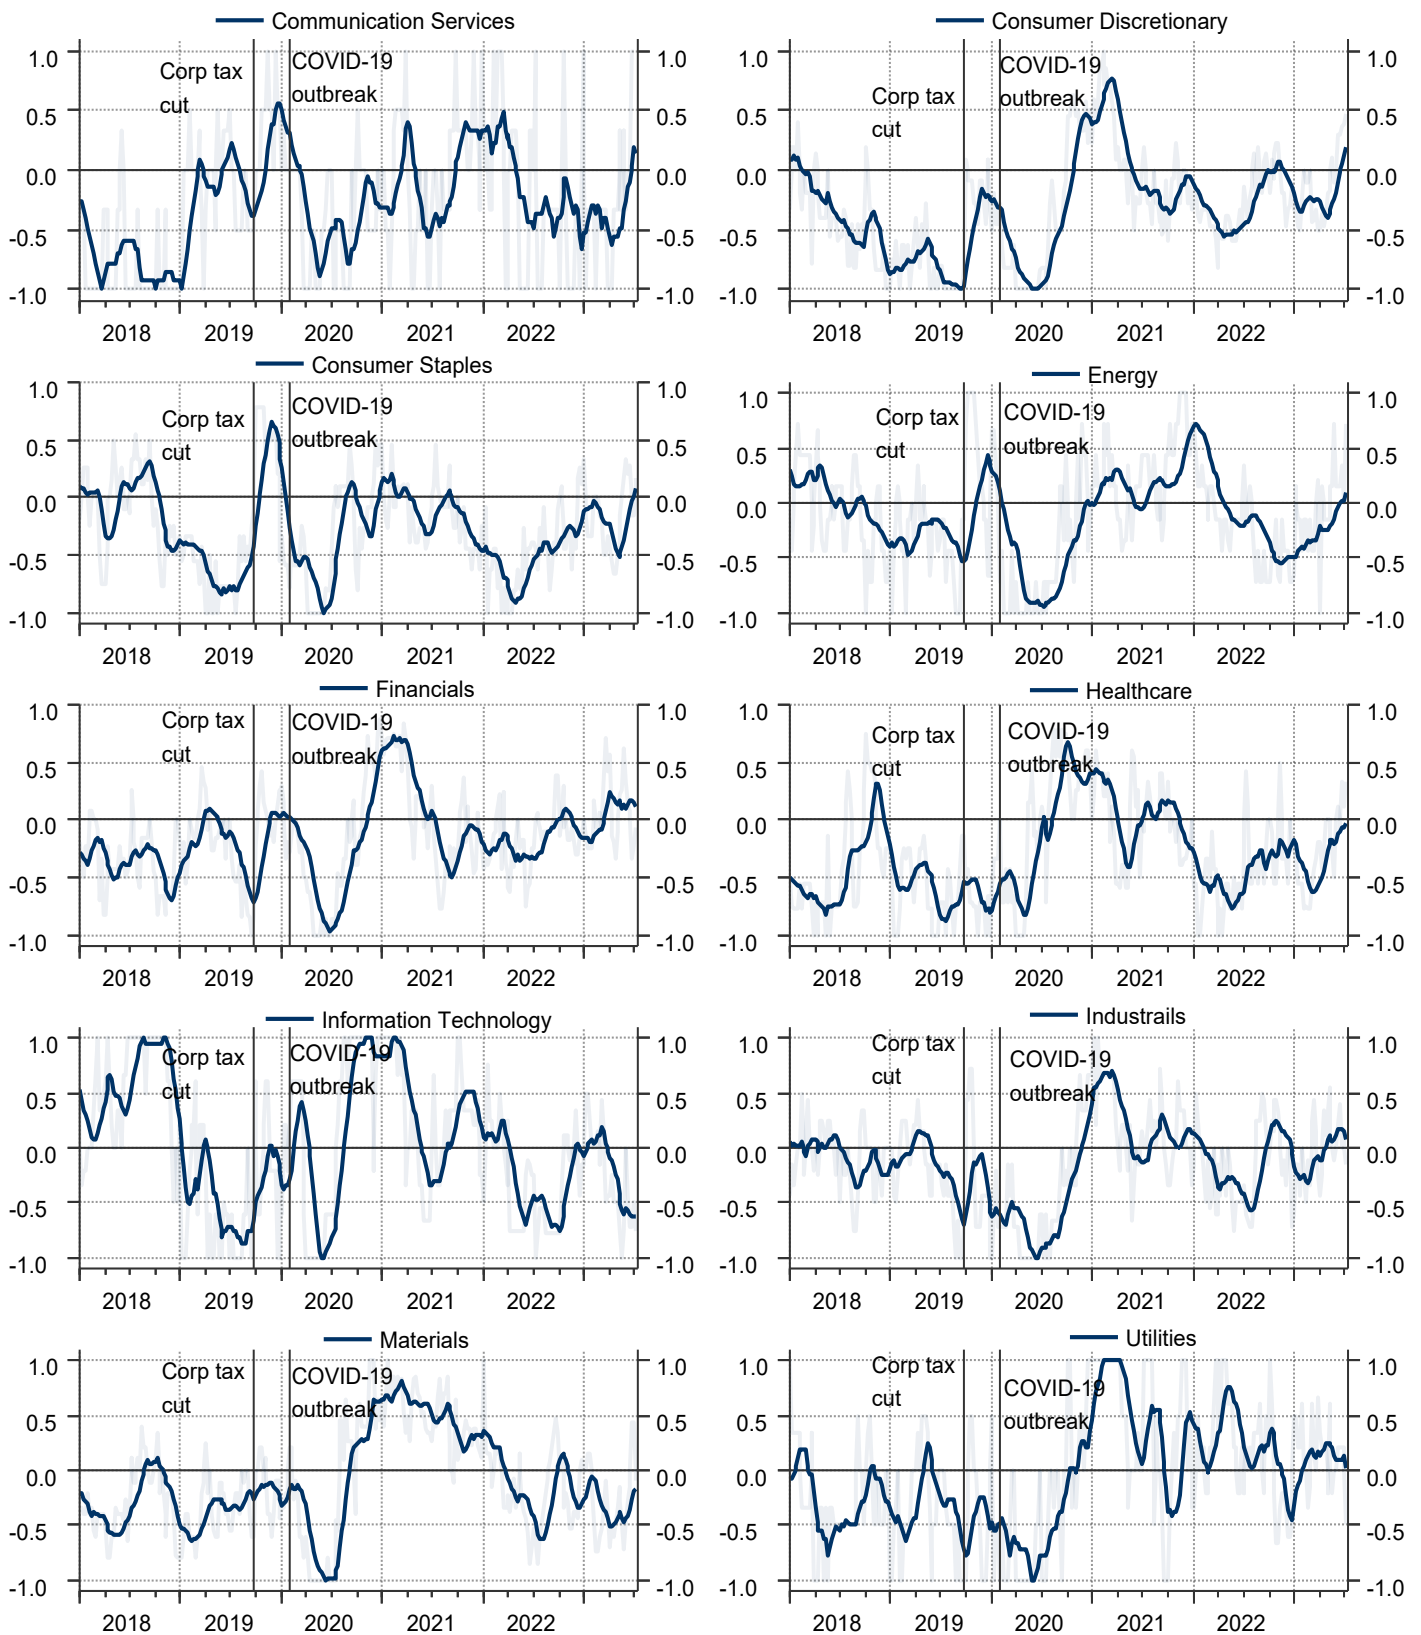 Communication Services
1.0 Corp tax COVID-19 1.0
cut outbreak
0.5 0.5
0.0 0.0
-0.5 -0.5
-1.0 -1.0
2018 2019 2020 2021 2022
Consumer Discretionary
1.0 COVID-19 1.0
Corp tax outbreak
0.5 0.5
cut
0.0 0.0
-0.5 -0.5
-1.0 -1.0
2018 2019 2020 2021 2022
Consumer Staples
1.0 1.0
Corp tax COVID-19
cut outbreak
0.5 0.5
0.0 0.0
-0.5 -0.5
-1.0 -1.0
2018 2019 2020 2021 2022
Energy
1.0 1.0
Corp tax COVID-19
cut outbreak
0.5 0.5
0.0 0.0
-0.5 -0.5
-1.0 -1.0
2018 2019 2020 2021 2022
Financials
1.0 1.0
Corp tax COVID-19
cut outbreak
0.5 0.5
0.0 0.0
-0.5 -0.5
-1.0 -1.0
2018 2019 2020 2021 2022
Healthcare
1.0 1.0
Corp tax COVID-19
cut outbreak
0.5 0.5
0.0 0.0
-0.5 -0.5
-1.0 -1.0
2018 2019 2020 2021 2022
Information Technology
1.0 1.0
Corp tax COVID-19
cut outbreak
0.5 0.5
0.0 0.0
-0.5 -0.5
-1.0 -1.0
2018 2019 2020 2021 2022
Industrails
1.0 1.0
Corp tax COVID-19
cut outbreak
0.5 0.5
0.0 0.0
-0.5 -0.5
-1.0 -1.0
2018 2019 2020 2021 2022
Materials
1.0 1.0
Corp tax COVID-19
cut outbreak
0.5 0.5
0.0 0.0
-0.5 -0.5
-1.0 -1.0
2018 2019 2020 2021 2022
Utilities
1.0 1.0
Corp tax COVID-19
cut outbreak
0.5 0.5
0.0 0.0
-0.5 -0.5
-1.0 -1.0
2018 2019 2020 2021 2022